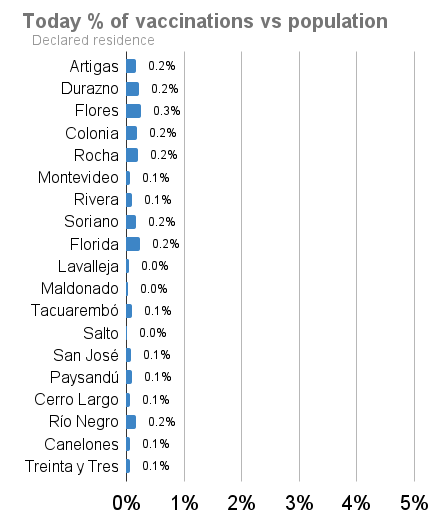 Today % of vaccinations vs population
Declared residence
Artigas 0.2%
Durazno 0.2%
Flores 0.3%
Colonia 0.2%
Rocha 0.2%
Montevideo 0.1%
Rivera 0.1%
Soriano 0.2%
Florida 0.2%
Lavalleja 0.0%
Maldonado 0.0%
Tacuarembó 0.1%
Salto 0.0%
San José 0.1%
Paysandú 0.1%
Cerro Largo 0.1%
Río Negro 0.2%
Canelones 0.1%
Treinta y Tres 0.1%
0% 1% 2% 3% 4% 5%